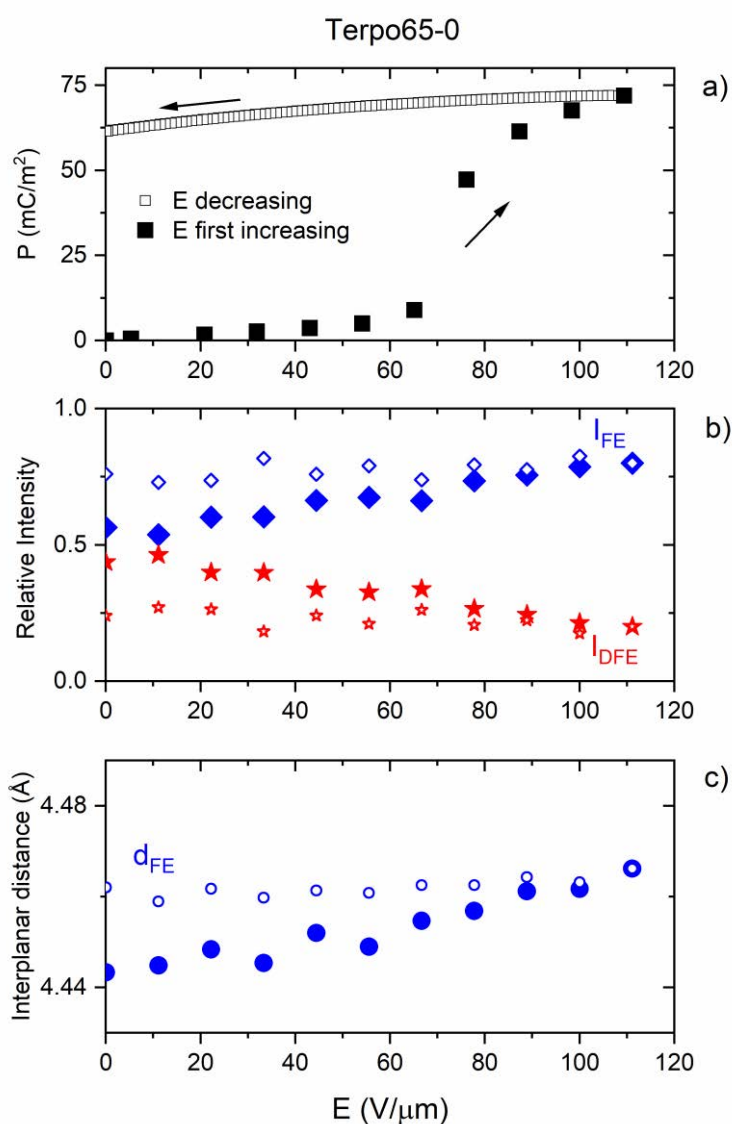 Terpo65-0
a)
75
50
25
0
P (mC/m²)
E decreasing
E first increasing
0 20 40 60 80 100 120
b)
1.0
0.5
0.0
Relative Intensity
I_FE
I_DFE
0 20 40 60 80 100 120
c)
4.48
4.44
Interplanar distance (Å)
d_FE
0 20 40 60 80 100 120
E (V/μm)